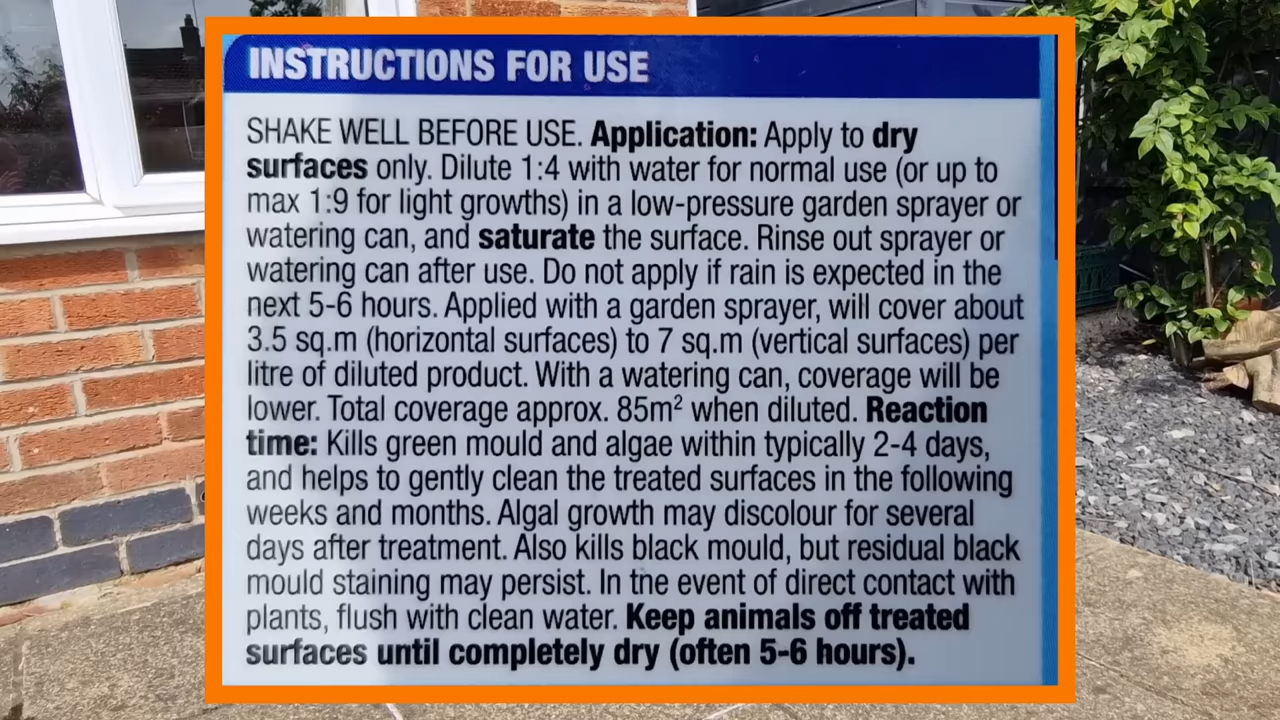 INSTRUCTIONS FOR USE
SHAKE WELL BEFORE USE. Application: Apply to dry
surfaces only. Dilute 1:4 with water for normal use (or up to
max 1:9 for light growths) in a low-pressure garden sprayer or
watering can, and saturate the surface. Rinse out sprayer or
watering can after use. Do not apply if rain is expected in the
next 5-6 hours. Applied with a garden sprayer, will cover about
3.5 sq.m (horizontal surfaces) to 7 sq.m (vertical surfaces) per
litre of diluted product. With a watering can, coverage will be
lower. Total coverage approx. 85m² when diluted. Reaction
time: Kills green mould and algae within typically 2-4 days,
and helps to gently clean the treated surfaces in the following
weeks and months. Algal growth may discolour for several
days after treatment. Also kills black mould, but residual black
mould staining may persist. In the event of direct contact with
plants, flush with clean water. Keep animals off treated
surfaces until completely dry (often 5-6 hours).